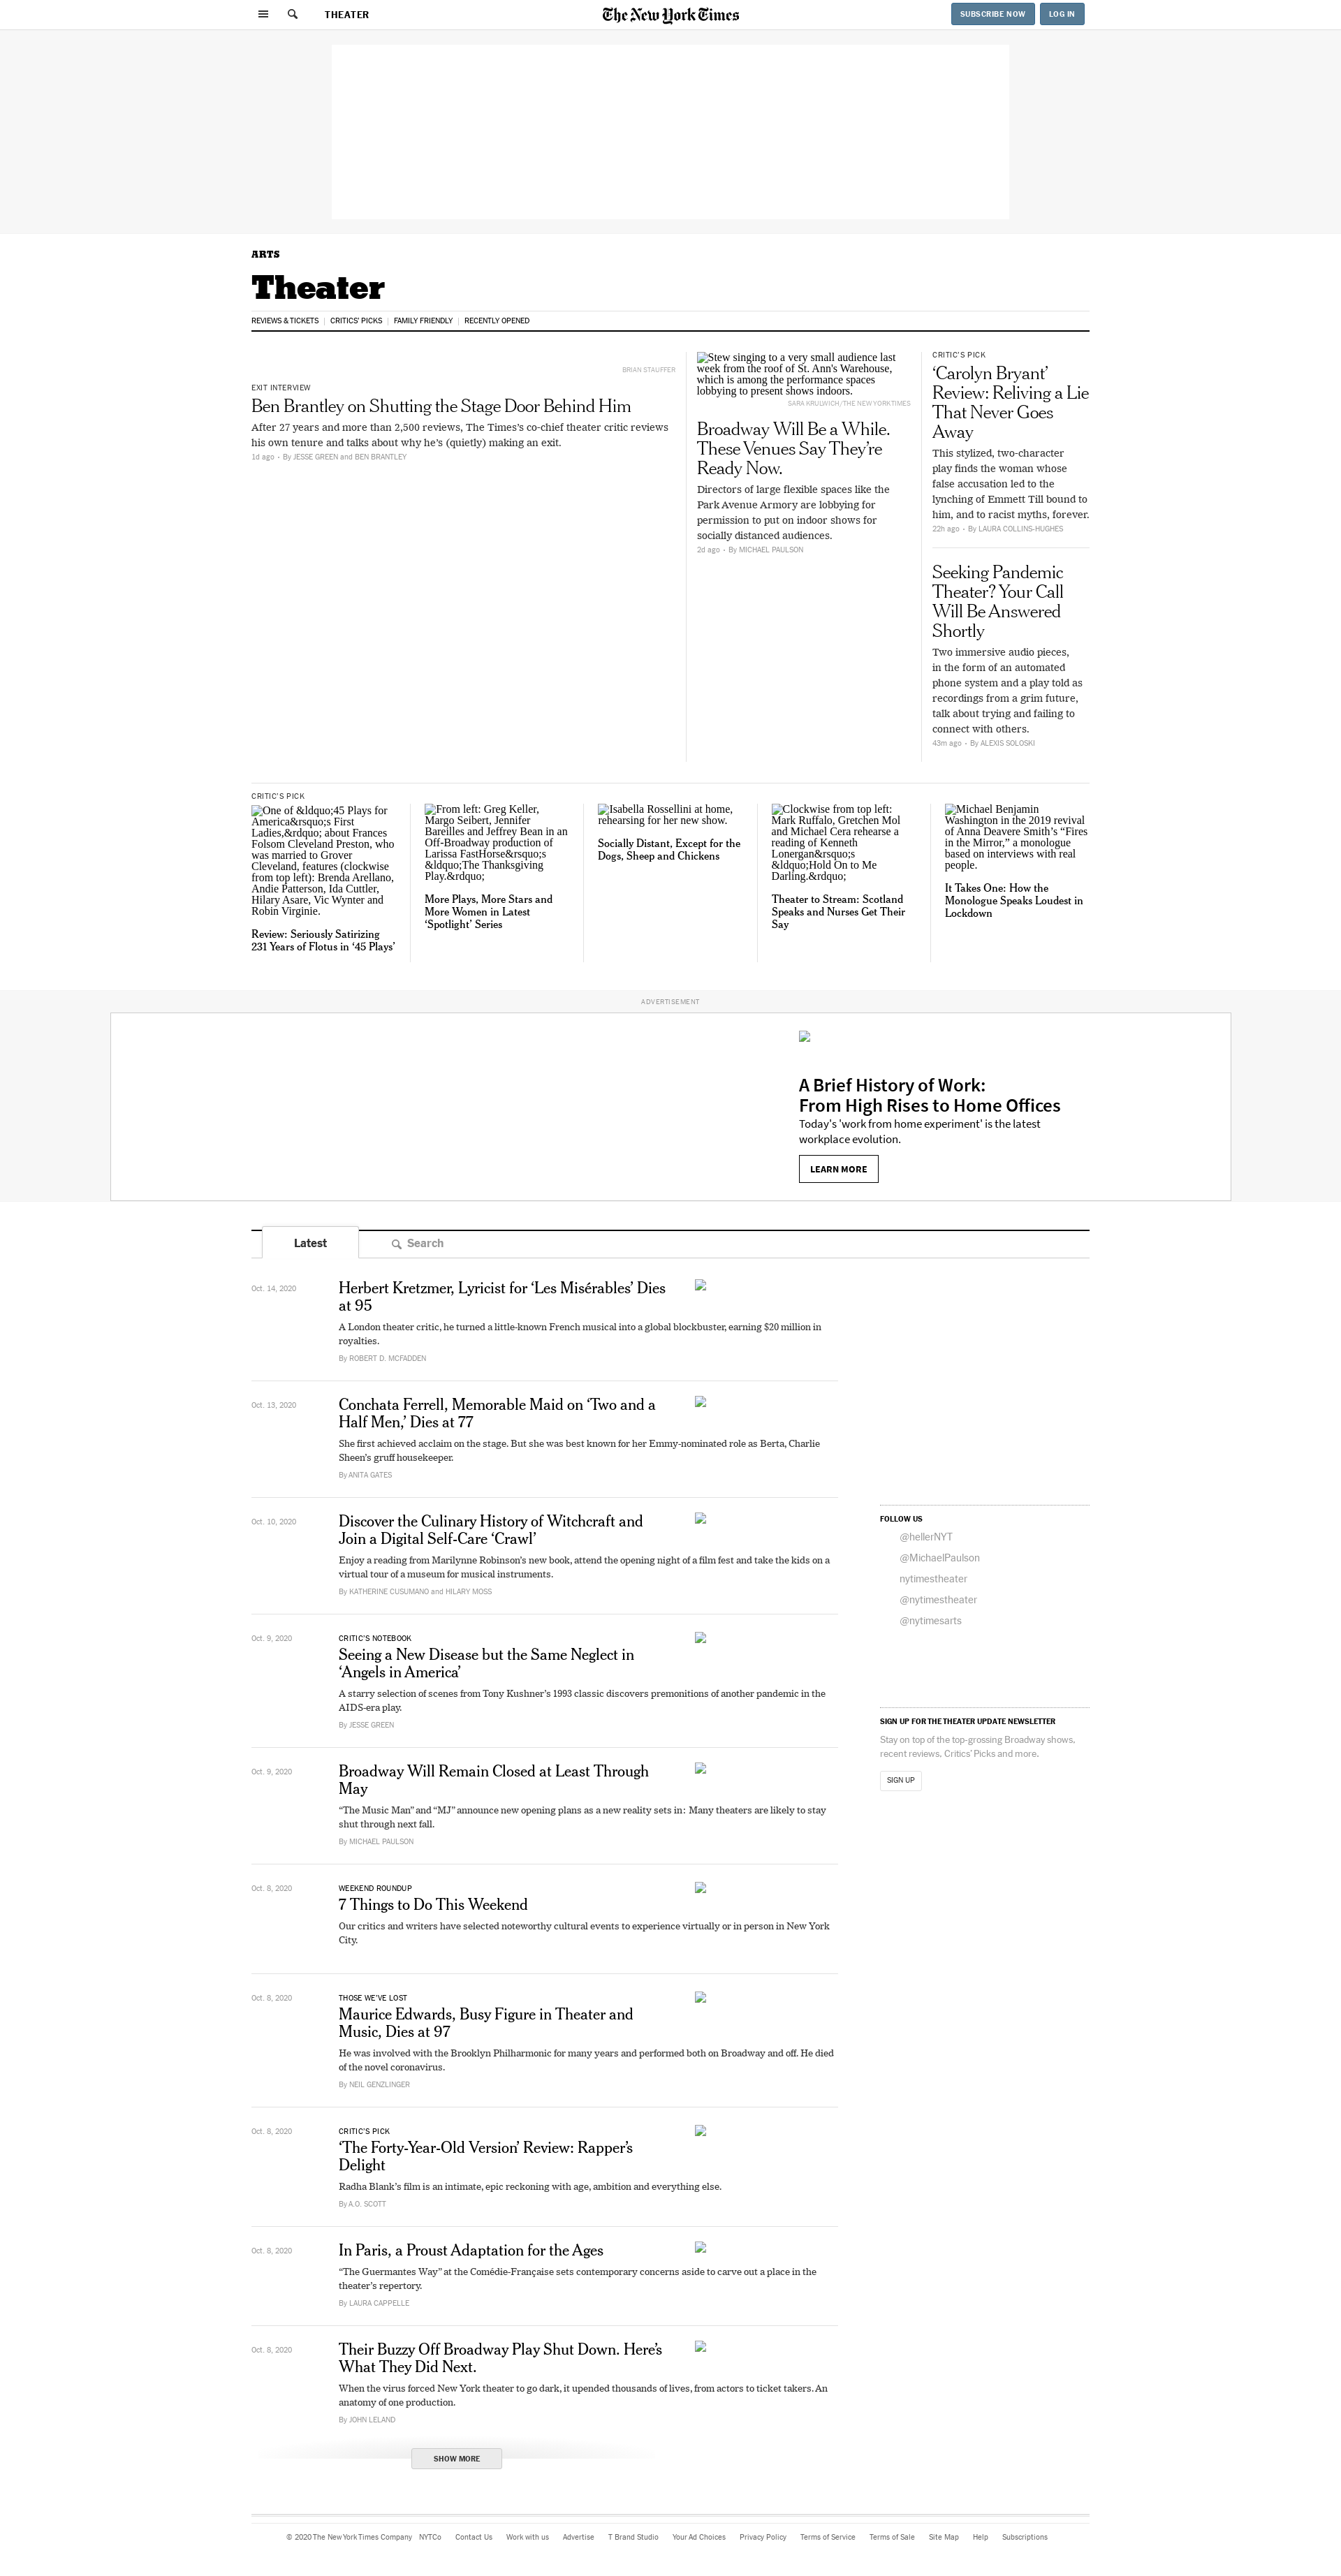 THEATER
The New York Times
SUBSCRIBE NOW
LOG IN
ARTS
Theater
REVIEWS & TICKETS
CRITICS' PICKS
FAMILY FRIENDLY
RECENTLY OPENED
BRIAN STAUFFER
EXIT INTERVIEW
Ben Brantley on Shutting the Stage Door Behind Him
After 27 years and more than 2,500 reviews, The Times’s co-chief theater critic reviews
his own tenure and talks about why he’s (quietly) making an exit.
1d ago • By JESSE GREEN and BEN BRANTLEY
Stew singing to a very small audience last
week from the roof of St. Ann's Warehouse,
which is among the performance spaces
lobbying to present shows indoors.
SARA KRULWICH/THE NEW YORK TIMES
Broadway Will Be a While.
These Venues Say They’re
Ready Now.
Directors of large flexible spaces like the
Park Avenue Armory are lobbying for
permission to put on indoor shows for
socially distanced audiences.
2d ago • By MICHAEL PAULSON
CRITIC’S PICK
‘Carolyn Bryant’
Review: Reliving a Lie
That Never Goes
Away
This stylized, two-character
play finds the woman whose
false accusation led to the
lynching of Emmett Till bound to
him, and to racist myths, forever.
22h ago • By LAURA COLLINS-HUGHES
Seeking Pandemic
Theater? Your Call
Will Be Answered
Shortly
Two immersive audio pieces,
in the form of an automated
phone system and a play told as
recordings from a grim future,
talk about trying and failing to
connect with others.
43m ago • By ALEXIS SOLOSKI
CRITIC’S PICK
One of &ldquo;45 Plays for
America&rsquo;s First
Ladies,&rdquo; about Frances
Folsom Cleveland Preston, who
was married to Grover
Cleveland, features (clockwise
from top left): Brenda Arellano,
Andie Patterson, Ida Cuttler,
Hilary Asare, Vic Wynter and
Robin Virginie.
Review: Seriously Satirizing
231 Years of Flotus in ‘45 Plays’
From left: Greg Keller,
Margo Seibert, Jennifer
Bareilles and Jeffrey Bean in an
Off-Broadway production of
Larissa FastHorse&rsquo;s
&ldquo;The Thanksgiving
Play.&rdquo;
More Plays, More Stars and
More Women in Latest
‘Spotlight’ Series
Isabella Rossellini at home,
rehearsing for her new show.
Socially Distant, Except for the
Dogs, Sheep and Chickens
Clockwise from top left:
Mark Ruffalo, Gretchen Mol
and Michael Cera rehearse a
reading of Kenneth
Lonergan&rsquo;s
&ldquo;Hold On to Me
Darling.&rdquo;
Theater to Stream: Scotland
Speaks and Nurses Get Their
Say
Michael Benjamin
Washington in the 2019 revival
of Anna Deavere Smith’s “Fires
in the Mirror,” a monologue
based on interviews with real
people.
It Takes One: How the
Monologue Speaks Loudest in
Lockdown
ADVERTISEMENT
A Brief History of Work:
From High Rises to Home Offices
Today's 'work from home experiment' is the latest
workplace evolution.
LEARN MORE
Latest
Search
Oct. 14, 2020
Herbert Kretzmer, Lyricist for ‘Les Misérables’ Dies
at 95
A London theater critic, he turned a little-known French musical into a global blockbuster, earning $20 million in
royalties.
By ROBERT D. MCFADDEN
Oct. 13, 2020
Conchata Ferrell, Memorable Maid on ‘Two and a
Half Men,’ Dies at 77
She first achieved acclaim on the stage. But she was best known for her Emmy-nominated role as Berta, Charlie
Sheen’s gruff housekeeper.
By ANITA GATES
Oct. 10, 2020
Discover the Culinary History of Witchcraft and
Join a Digital Self-Care ‘Crawl’
Enjoy a reading from Marilynne Robinson’s new book, attend the opening night of a film fest and take the kids on a
virtual tour of a museum for musical instruments.
By KATHERINE CUSUMANO and HILARY MOSS
Oct. 9, 2020
CRITIC’S NOTEBOOK
Seeing a New Disease but the Same Neglect in
‘Angels in America’
A starry selection of scenes from Tony Kushner’s 1993 classic discovers premonitions of another pandemic in the
AIDS-era play.
By JESSE GREEN
Oct. 9, 2020
Broadway Will Remain Closed at Least Through
May
“The Music Man” and “MJ” announce new opening plans as a new reality sets in: Many theaters are likely to stay
shut through next fall.
By MICHAEL PAULSON
Oct. 8, 2020
WEEKEND ROUNDUP
7 Things to Do This Weekend
Our critics and writers have selected noteworthy cultural events to experience virtually or in person in New York
City.
Oct. 8, 2020
THOSE WE’VE LOST
Maurice Edwards, Busy Figure in Theater and
Music, Dies at 97
He was involved with the Brooklyn Philharmonic for many years and performed both on Broadway and off. He died
of the novel coronavirus.
By NEIL GENZLINGER
Oct. 8, 2020
CRITIC’S PICK
‘The Forty-Year-Old Version’ Review: Rapper’s
Delight
Radha Blank’s film is an intimate, epic reckoning with age, ambition and everything else.
By A.O. SCOTT
Oct. 8, 2020
In Paris, a Proust Adaptation for the Ages
“The Guermantes Way” at the Comédie-Française sets contemporary concerns aside to carve out a place in the
theater’s repertory.
By LAURA CAPPELLE
Oct. 8, 2020
Their Buzzy Off Broadway Play Shut Down. Here’s
What They Did Next.
When the virus forced New York theater to go dark, it upended thousands of lives, from actors to ticket takers. An
anatomy of one production.
By JOHN LELAND
SHOW MORE
FOLLOW US
@hellerNYT
@MichaelPaulson
nytimestheater
@nytimestheater
@nytimesarts
SIGN UP FOR THE THEATER UPDATE NEWSLETTER
Stay on top of the top-grossing Broadway shows,
recent reviews, Critics’ Picks and more.
SIGN UP
© 2020 The New York Times Company NYTCo Contact Us Work with us Advertise T Brand Studio Your Ad Choices Privacy Policy Terms of Service Terms of Sale Site Map Help Subscriptions